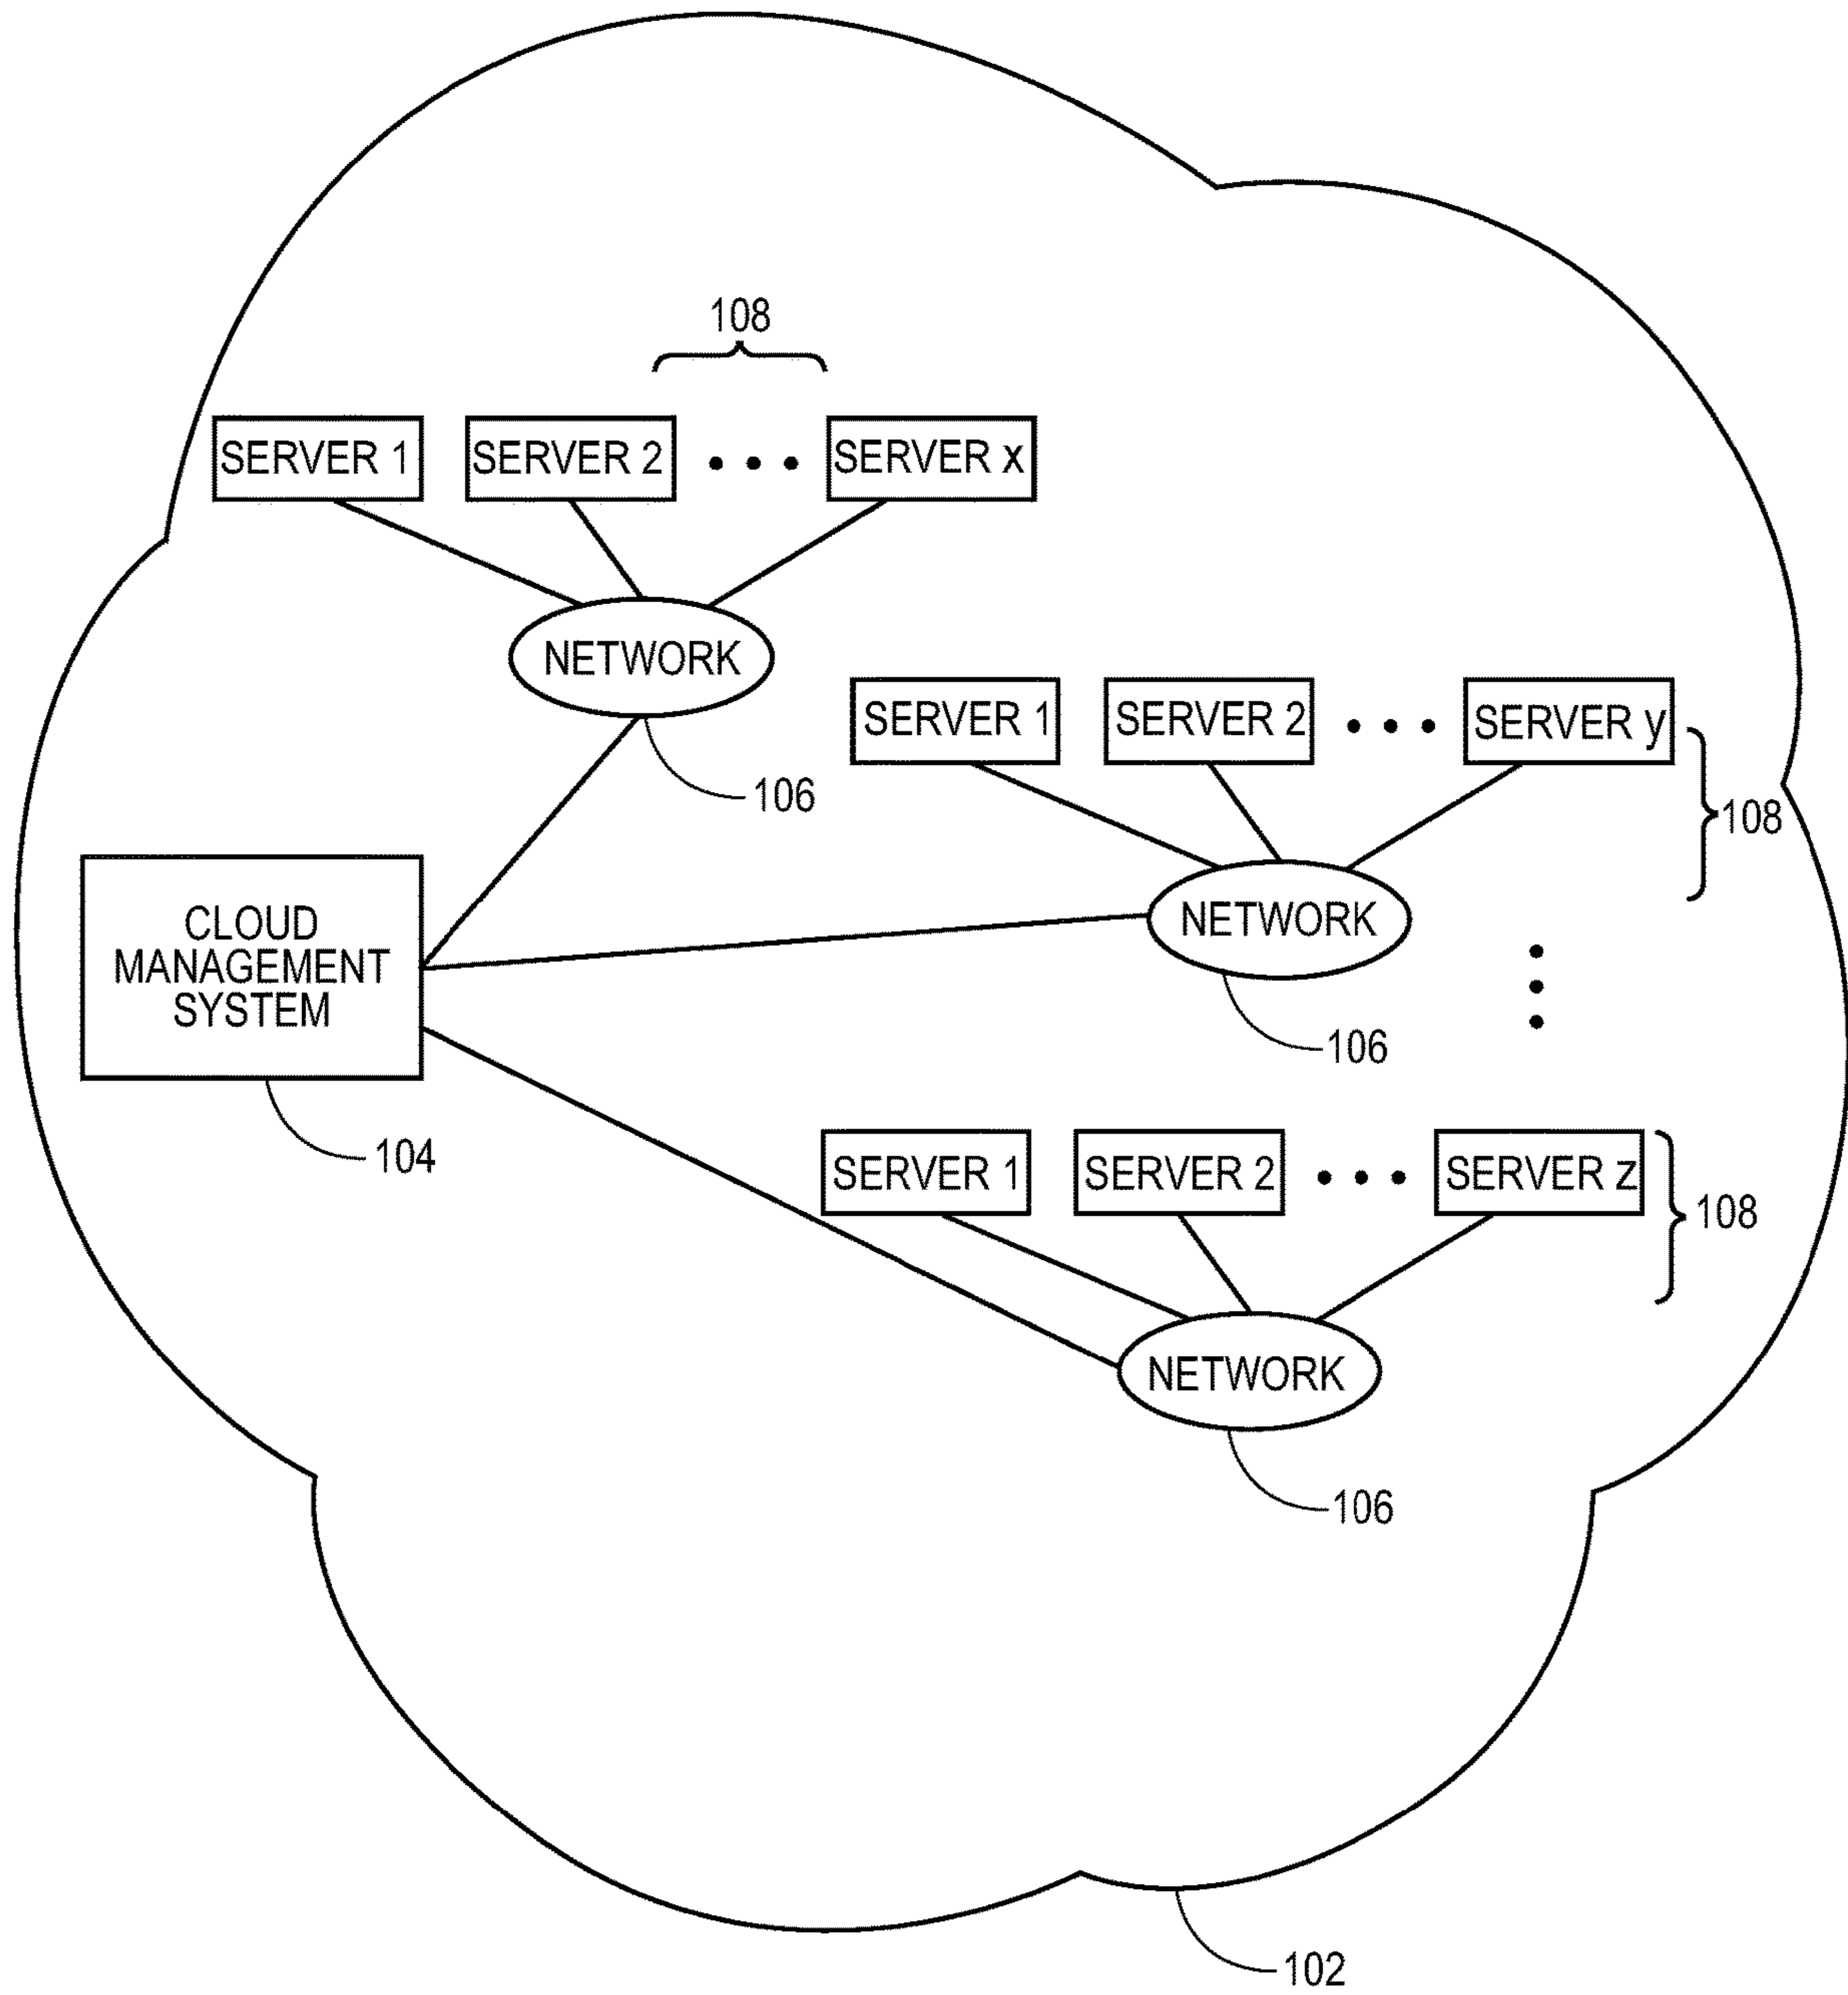 108
SERVER 1
SERVER 2
SERVER x
NETWORK
106
SERVER 1
SERVER 2
SERVER y
108
NETWORK
106
CLOUD
MANAGEMENT
SYSTEM
104
SERVER 1
SERVER 2
SERVER z
108
NETWORK
106
102